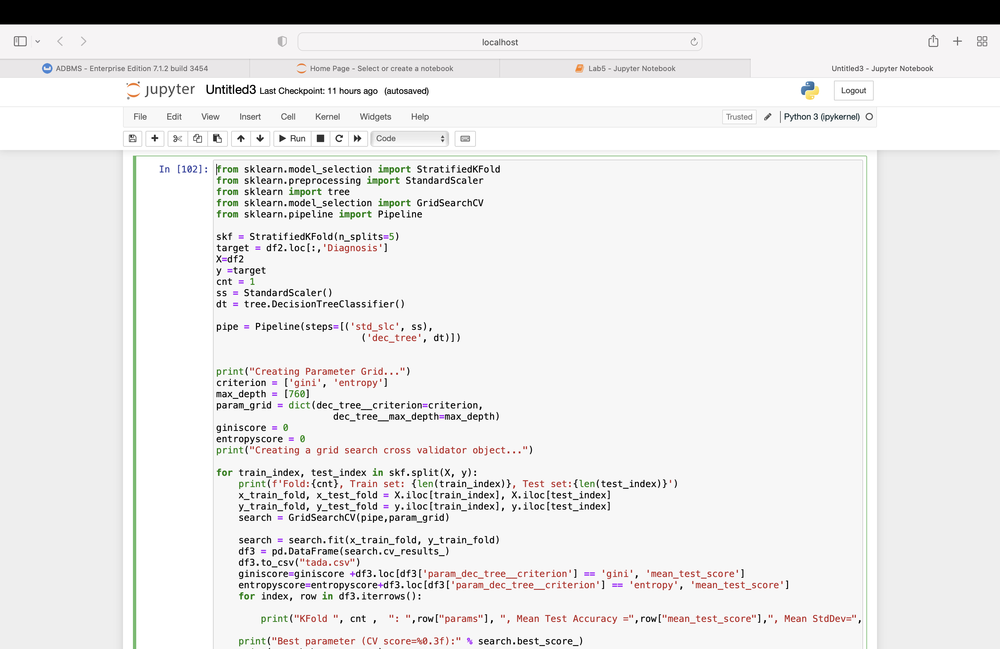 localhost
ADBMS - Enterprise Edition 7.1.2 build 3454
Home Page - Select or create a notebook
Lab5 - Jupyter Notebook
Untitled3 - Jupyter Notebook
jupyter Untitled3 Last Checkpoint: 11 hours ago (autosaved)
Logout
File Edit View Insert Cell Kernel Widgets Help
Trusted
Python 3 (ipykernel)
Run
Code
In [102]:
from sklearn.model_selection import StratifiedKFold
from sklearn.preprocessing import StandardScaler
from sklearn import tree
from sklearn.model_selection import GridSearchCV
from sklearn.pipeline import Pipeline
skf = StratifiedKFold(n_splits=5)
target = df2.loc[:,'Diagnosis']
X=df2
y =target
cnt = 1
ss = StandardScaler()
dt = tree.DecisionTreeClassifier()
pipe = Pipeline(steps=[('std_slc', ss),
('dec_tree', dt)])
print("Creating Parameter Grid...")
criterion = ['gini', 'entropy']
max_depth = [760]
param_grid = dict(dec_tree__criterion=criterion,
dec_tree__max_depth=max_depth)
giniscore = 0
entropyscore = 0
print("Creating a grid search cross validator object...")
for train_index, test_index in skf.split(X, y):
print(f'Fold:{cnt}, Train set: {len(train_index)}, Test set:{len(test_index)}')
x_train_fold, x_test_fold = X.iloc[train_index], X.iloc[test_index]
y_train_fold, y_test_fold = y.iloc[train_index], y.iloc[test_index]
search = GridSearchCV(pipe,param_grid)
search = search.fit(x_train_fold, y_train_fold)
df3 = pd.DataFrame(search.cv_results_)
df3.to_csv("tada.csv")
giniscore=giniscore +df3.loc[df3['param_dec_tree__criterion'] == 'gini', 'mean_test_score']
entropyscore=entropyscore+df3.loc[df3['param_dec_tree__criterion'] == 'entropy', 'mean_test_score']
for index, row in df3.iterrows():
print("KFold ", cnt , ": ",row["params"], ", Mean Test Accuracy =",row["mean_test_score"],", Mean StdDev=",
print("Best parameter (CV score=%0.3f):" % search.best_score_)